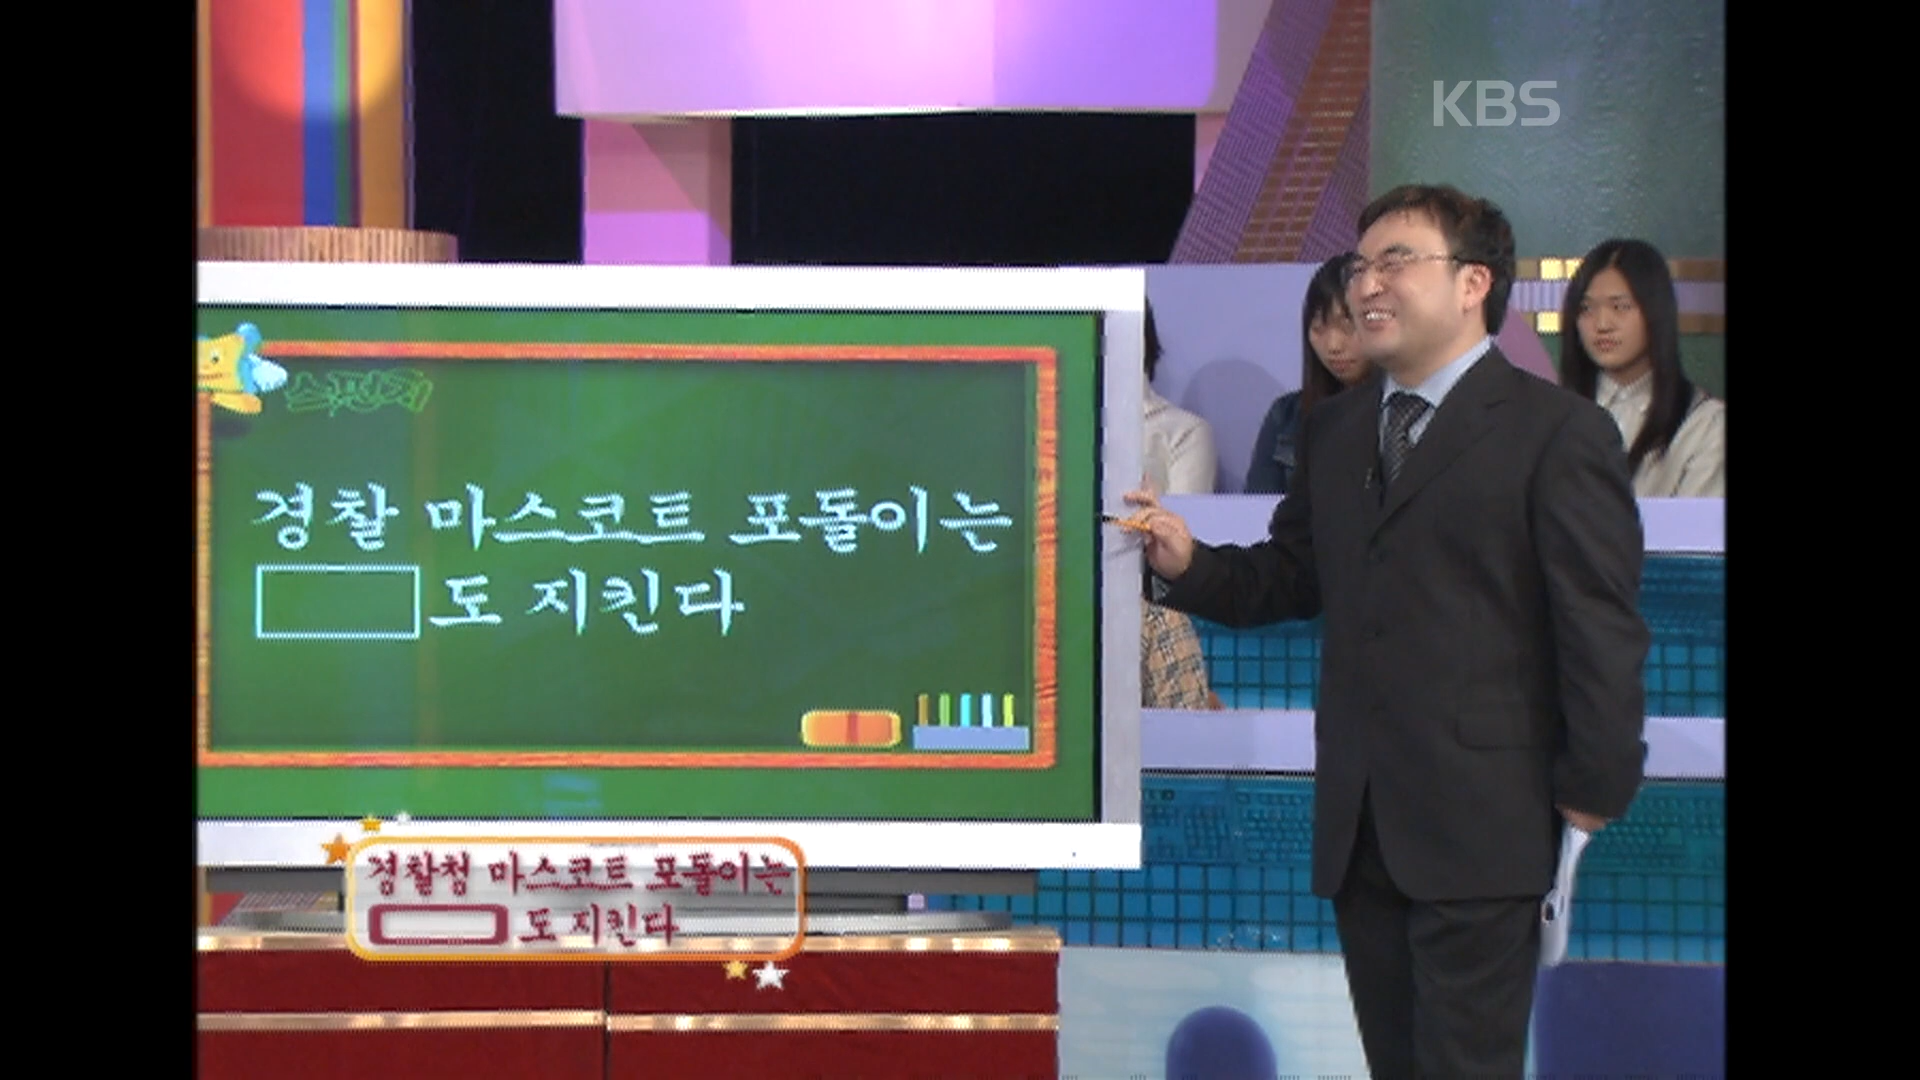 KBS
스펀지
경찰 마스코트 포돌이는
도 지킨다
경찰청 마스코트 포돌이는
도 지킨다